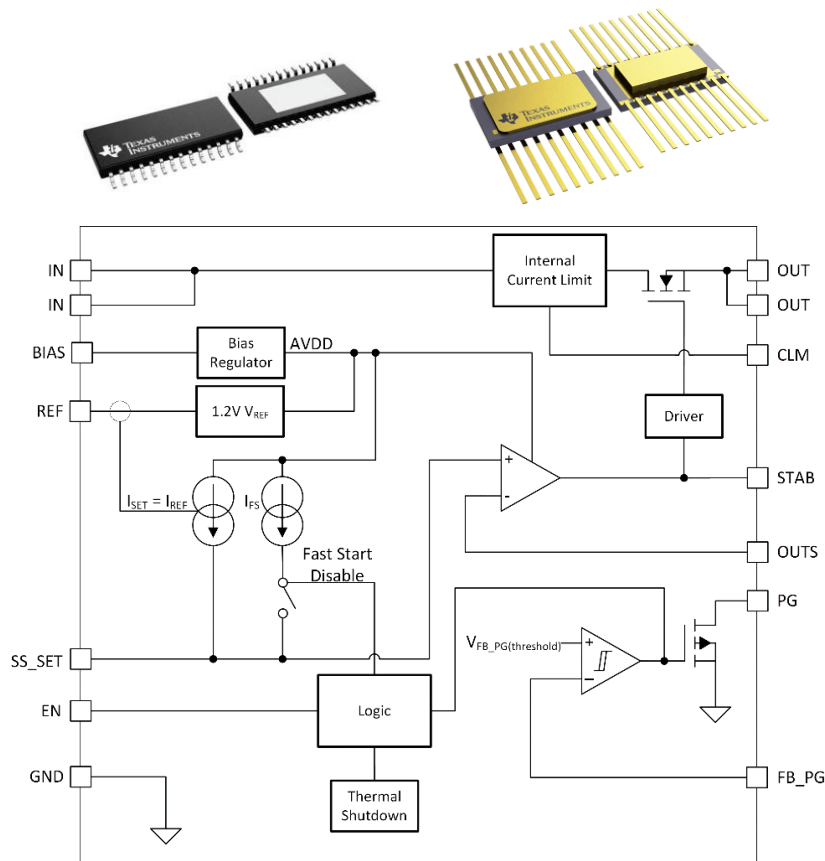 TEXAS
INSTRUMENTS
TEXAS
INSTRUMENTS
IN
IN
BIAS
REF
SS_SET
EN
GND
Internal
Current Limit
Bias
Regulator
AVDD
1.2V VREF
ISET = IREF
IFS
Fast Start
Disable
Driver
+
-
VFB_PG(threshold)
+
−
Logic
Thermal
Shutdown
OUT
OUT
CLM
STAB
OUTS
PG
FB_PG